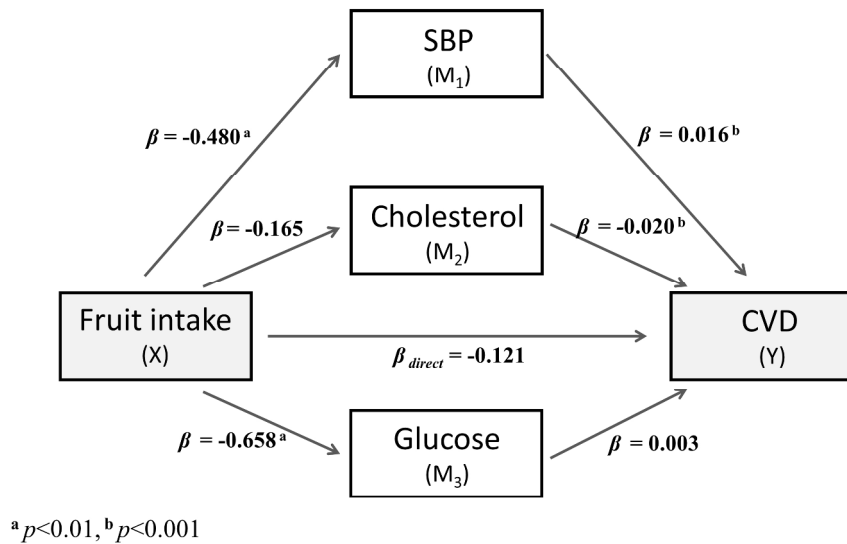 SBP
(M₁)
β = -0.480 ᵃ
β = 0.016 ᵇ
Cholesterol
(M₂)
β = -0.165
β = -0.020 ᵇ
Fruit intake
(X)
CVD
(Y)
β direct = -0.121
Glucose
(M₃)
β = -0.658 ᵃ
β = 0.003
ᵃ p<0.01, ᵇ p<0.001